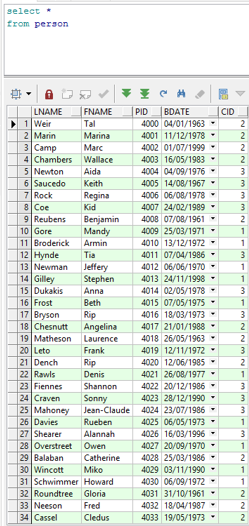 select *
from person
LNAME FNAME PID BDATE CID
1 Weir Tal 4000 04/01/1963 2
2 Marin Marina 4001 11/12/1978 2
3 Camp Marc 4002 01/07/1999 2
4 Chambers Wallace 4003 16/05/1983 2
5 Newton Aida 4004 04/09/1976 3
6 Saucedo Keith 4005 14/08/1967 3
7 Rock Regina 4006 06/08/1978 3
8 Coe Kid 4007 24/02/1989 3
9 Reubens Benjamin 4008 07/08/1961 2
10 Gore Mandy 4009 25/03/1971 1
11 Broderick Armin 4010 13/12/1972 1
12 Hynde Tia 4011 07/04/1986 3
13 Newman Jeffery 4012 06/06/1970 1
14 Gilley Stephen 4013 24/11/1998 1
15 Dukakis Anna 4014 02/05/1978 3
16 Frost Beth 4015 07/05/1975 1
17 Bryson Rip 4016 18/03/1973 3
18 Chesnutt Angelina 4017 21/01/1988 2
19 Matheson Laurence 4018 26/05/1963 2
20 Leto Frank 4019 12/11/1972 3
21 Dench Rip 4020 12/06/1985 2
22 Rawls Denis 4021 26/08/1977 1
23 Fiennes Shannon 4022 20/12/1986 3
24 Craven Sonny 4023 28/12/1990 3
25 Mahoney Jean-Claude 4024 23/07/1986 1
26 Davies Rueben 4025 06/05/1973 1
27 Shearer Alannah 4026 16/03/1996 3
28 Overstreet Owen 4027 20/09/1970 1
29 Balaban Catherine 4028 25/03/1986 2
30 Wincott Miko 4029 03/11/1990 1
31 Schwimmer Howard 4030 06/09/1972 1
32 Roundtree Gloria 4031 31/10/1961 2
33 Neeson Fred 4032 18/04/1987 2
34 Cassel Cledus 4033 19/05/1973 2